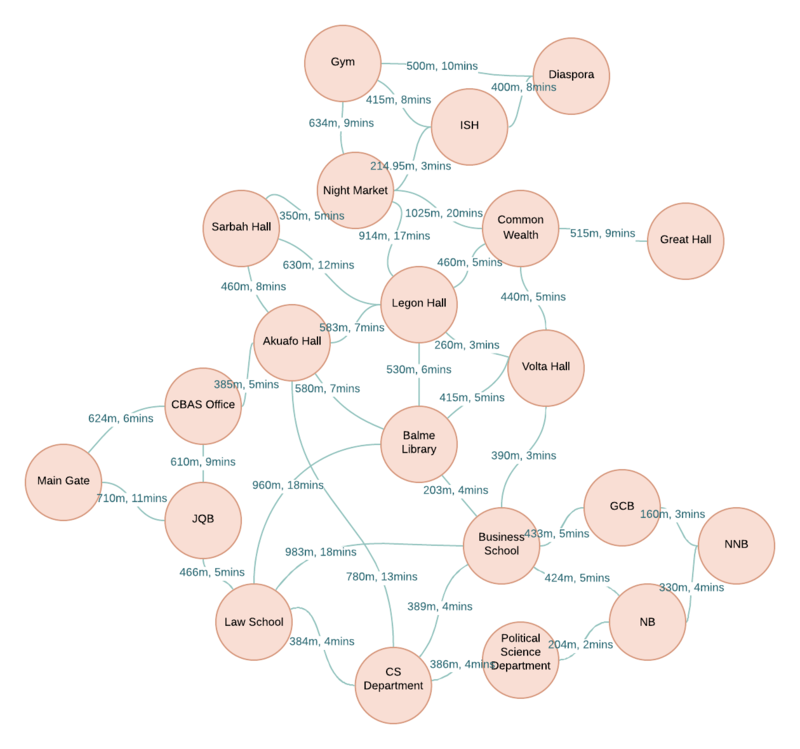 Gym
500m, 10mins
Diaspora
400m, 8mins
415m, 8mins
634m, 9mins
ISH
214.95m, 3mins
Night Market
Sarbah Hall
350m, 5mins
1025m, 20mins
Common
Wealth
515m, 9mins
Great Hall
914m, 17mins
630m, 12mins
460m, 5mins
460m, 8mins
440m, 5mins
Legon Hall
583m, 7mins
Akuafo Hall
260m, 3mins
530m, 6mins
Volta Hall
385m, 5mins
580m, 7mins
415m, 5mins
CBAS Office
624m, 6mins
Balme
Library
390m, 3mins
610m, 9mins
Main Gate
710m, 11mins
960m, 18mins
203m, 4mins
JQB
GCB
160m, 3mins
433m, 5mins
Business
School
NNB
983m, 18mins
466m, 5mins
780m, 13mins
424m, 5mins
330m, 4mins
389m, 4mins
Law School
NB
384m, 4mins
Political
Science
Department
204m, 2mins
386m, 4mins
CS
Department